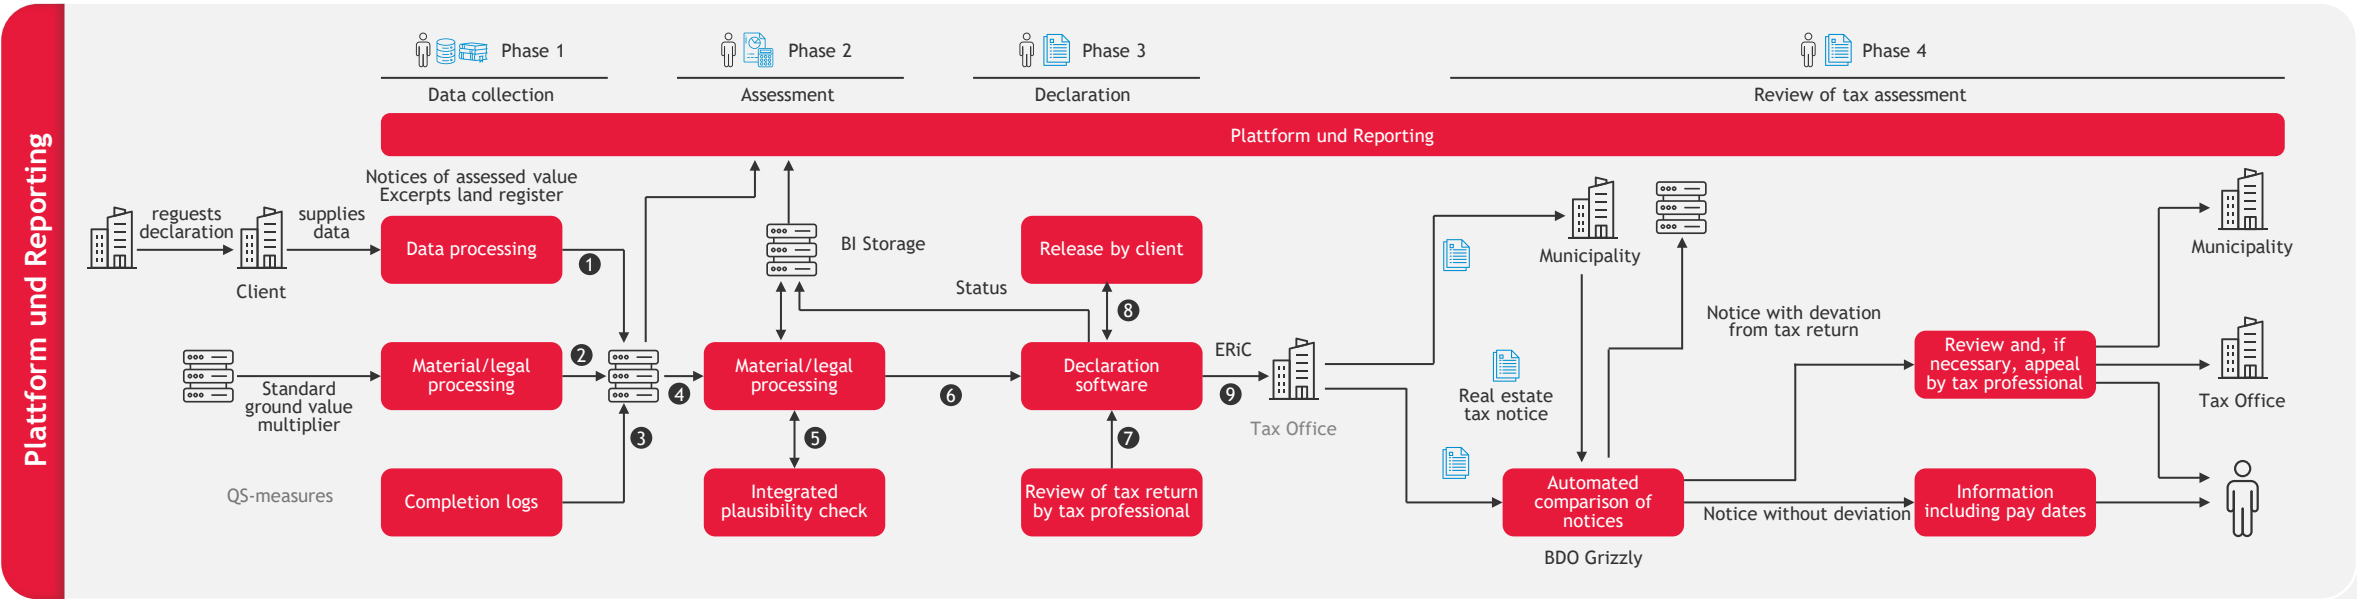 Plattform und Reporting
Phase 1
Data collection
Phase 2
Assessment
Phase 3
Declaration
Phase 4
Review of tax assessment
Plattform und Reporting
Notices of assessed value
Excerpts land register
reguests
declaration
Client
supplies
data
Data processing
1
Standard
ground value
multiplier
Material/legal
processing
2
QS-measures
Completion logs
3
4
BI Storage
Status
Material/legal
processing
5
Integrated
plausibility check
6
Release by client
8
Declaration
software
7
Review of tax return
by tax professional
ERiC
9
Tax Office
Municipality
Real estate
tax notice
Automated
comparison of
notices
BDO Grizzly
Notice with devation
from tax return
Notice without deviation
Review and, if
necessary, appeal
by tax professional
Information
including pay dates
Municipality
Tax Office